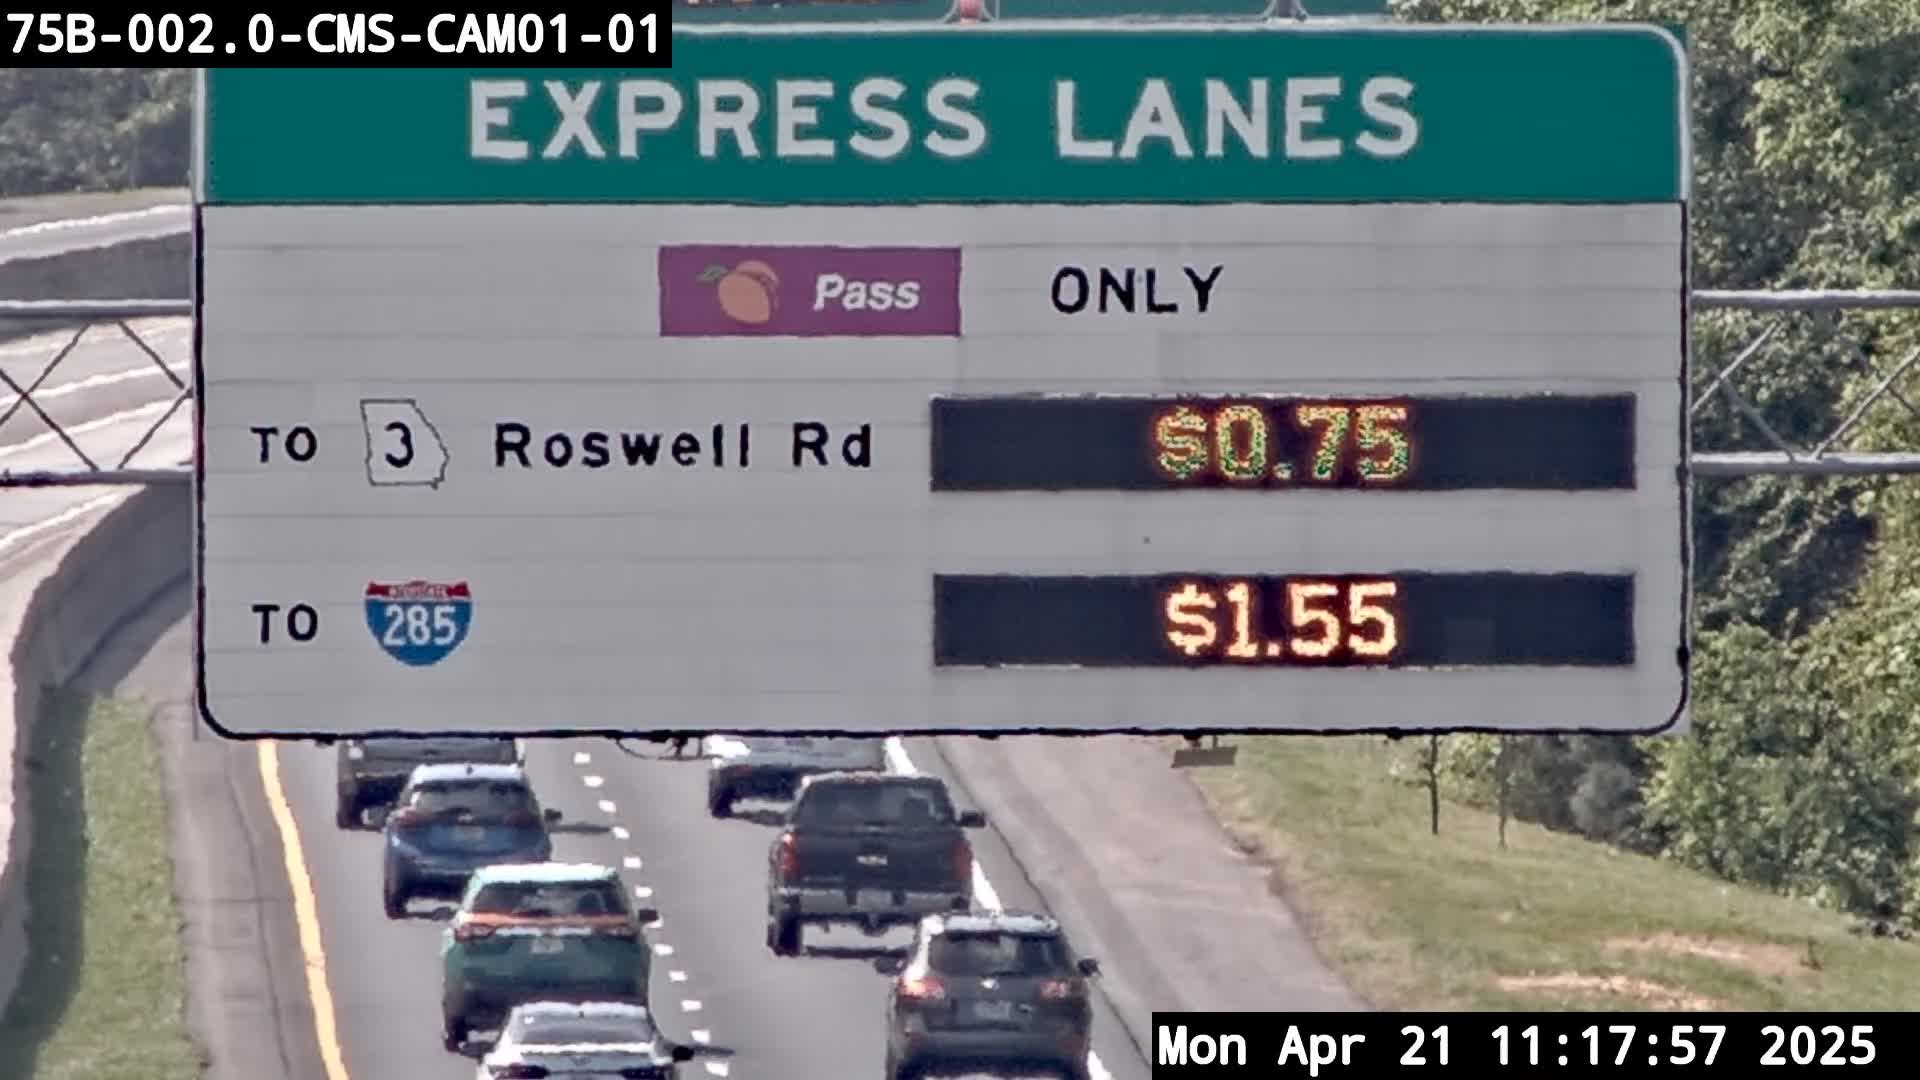 75B-002.0-CMS-CAM01-01
EXPRESS LANES
Pass ONLY
TO 3 Roswell Rd $0.75
TO 285 $1.55
Mon Apr 21 11:17:57 2025